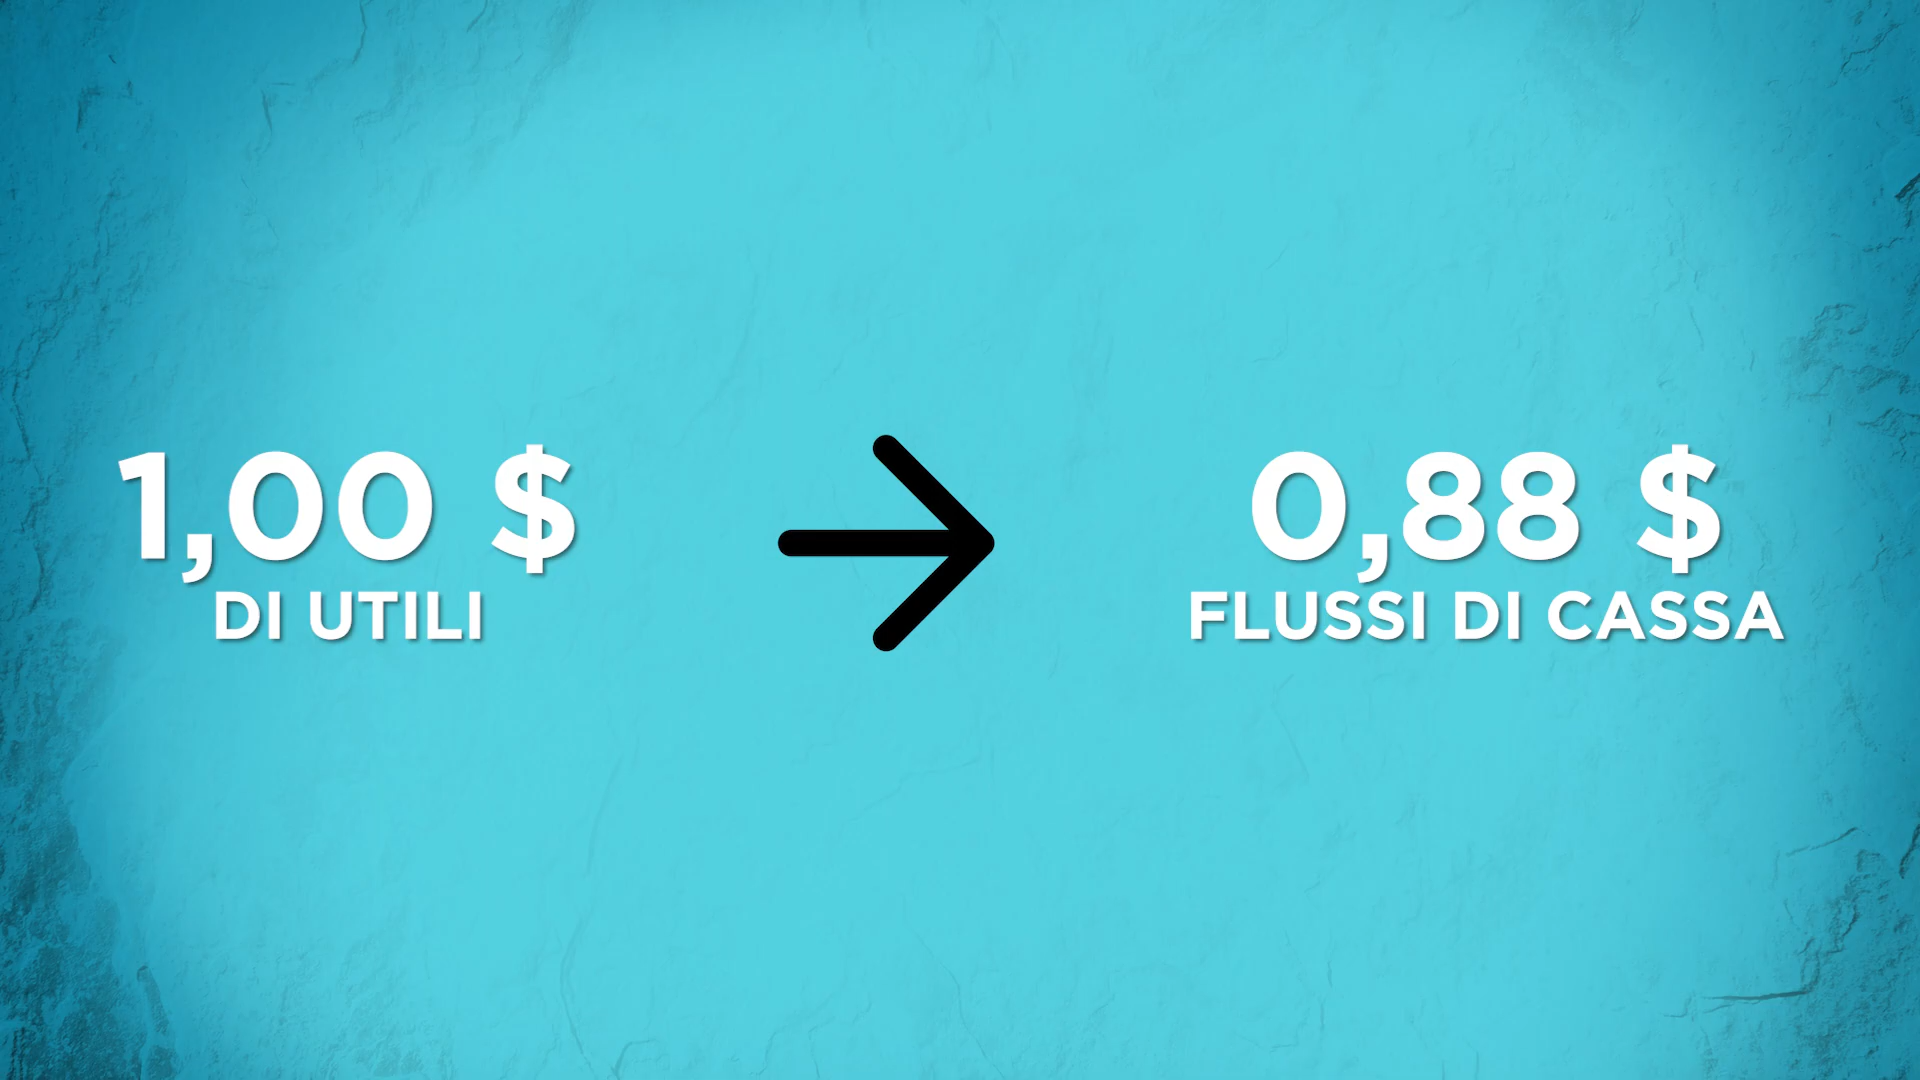 1,00 $
DI UTILI
0,88 $
FLUSSI DI CASSA